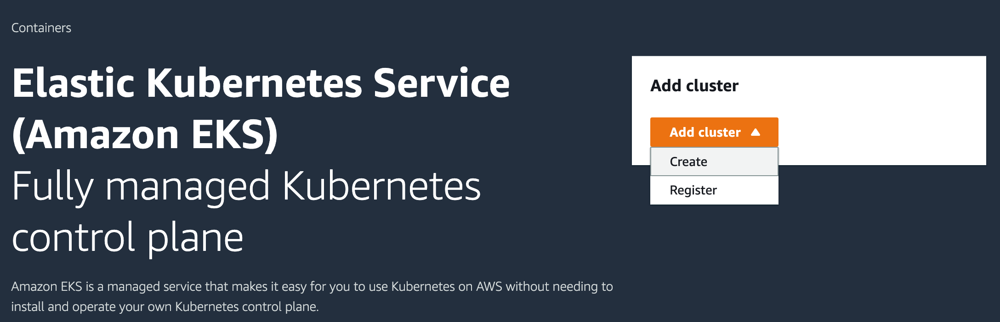 Containers
Elastic Kubernetes Service
(Amazon EKS)
Fully managed Kubernetes
control plane
Amazon EKS is a managed service that makes it easy for you to use Kubernetes on AWS without needing to
install and operate your own Kubernetes control plane.
Add cluster
Add cluster
Create
Register